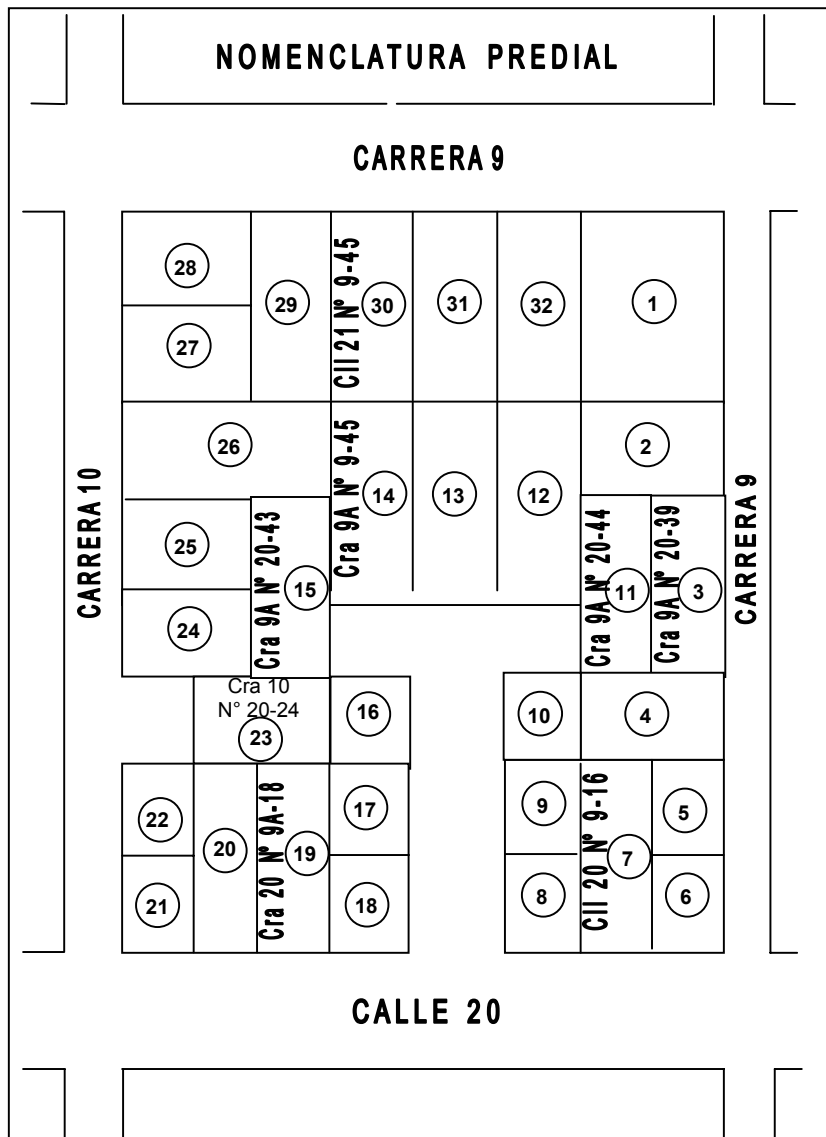 NOMENCLATURA PREDIAL
CARRERA 9
28
29
Cll 21 N° 9-45
30
31
32
1
27
26
Cra 9A N° 9-45
14
13
12
2
CARRERA 10
25
Cra 9A N° 20-43
15
Cra 9A N° 20-44
11
Cra 9A N° 20-39
3
CARRERA 9
24
Cra 10
N° 20-24
23
16
10
4
22
20
Cra 20 N° 9A-18
19
17
9
Cll 20 N° 9-16
7
5
21
18
8
6
CALLE 20